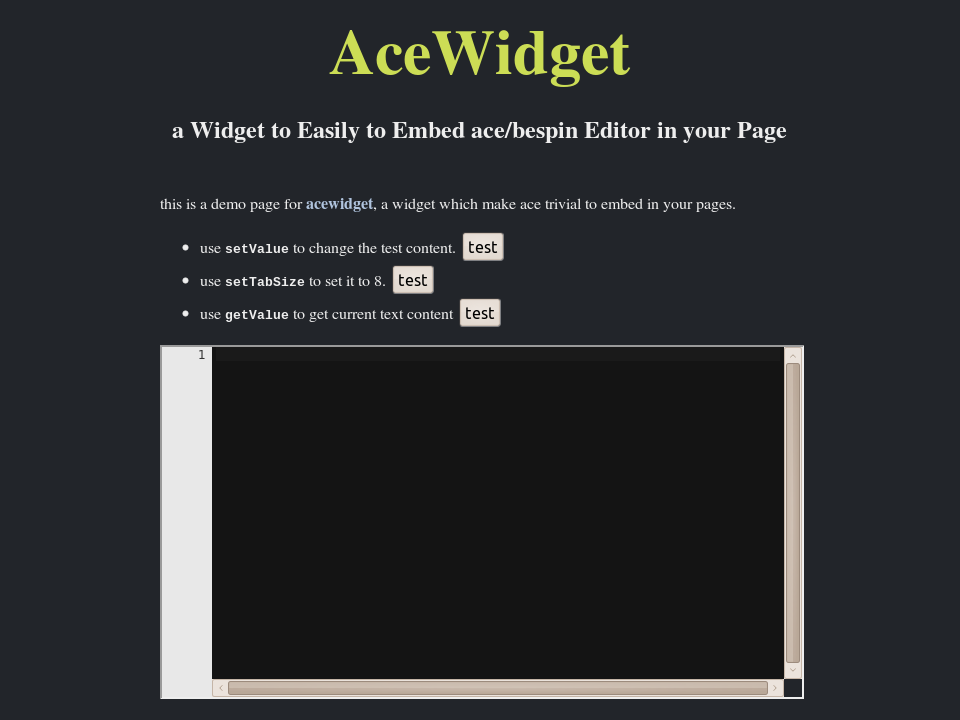 AceWidget
a Widget to Easily to Embed ace/bespin Editor in your Page
this is a demo page for acewidget, a widget which make ace trivial to embed in your pages.
use setValue to change the test content. test
use setTabSize to set it to 8. test
use getValue to get current text content test
1